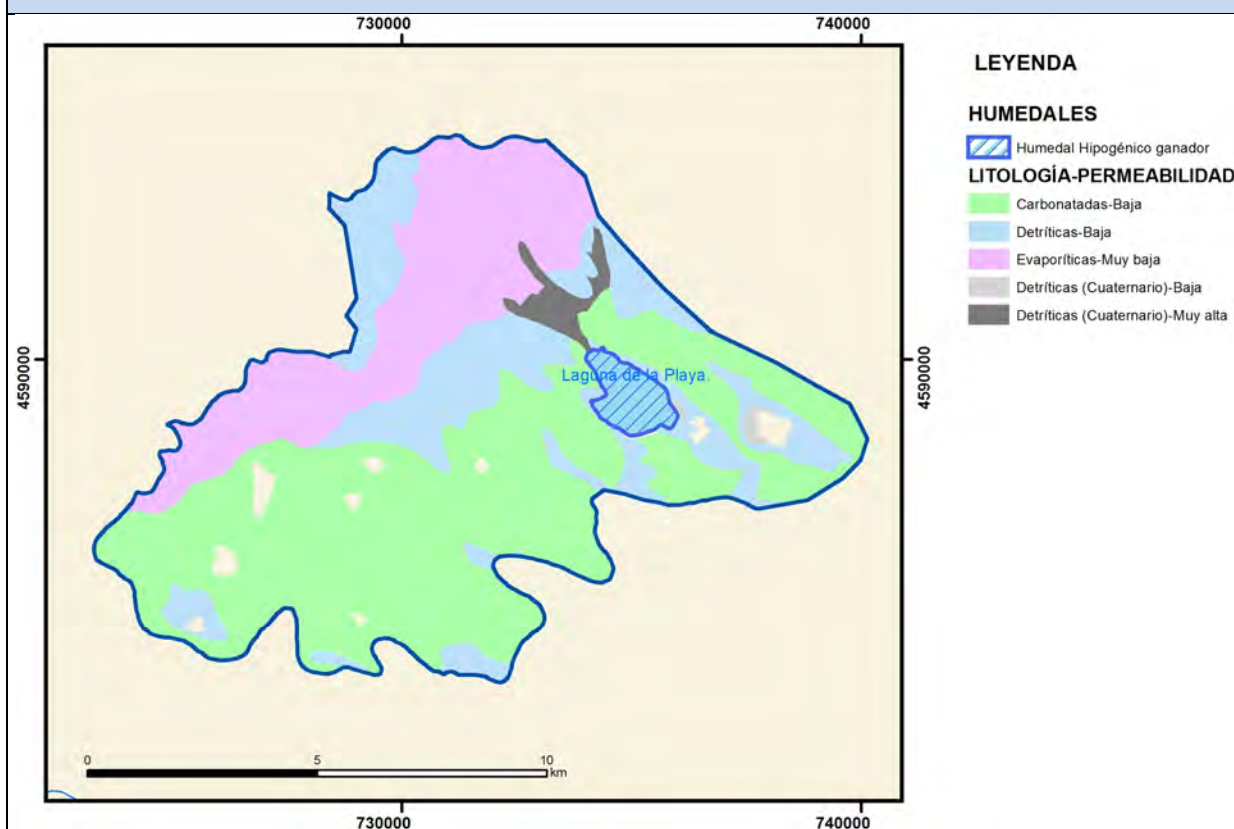 730000
740000
4590000
4590000
Laguna de la Playa.
0
5
10
km
730000
740000
LEYENDA
HUMEDALES
Humedal Hipogénico ganador
LITOLOGÍA-PERMEABILIDAD
Carbonatadas-Baja
Detríticas-Baja
Evaporíticas-Muy baja
Detríticas (Cuaternario)-Baja
Detríticas (Cuaternario)-Muy alta